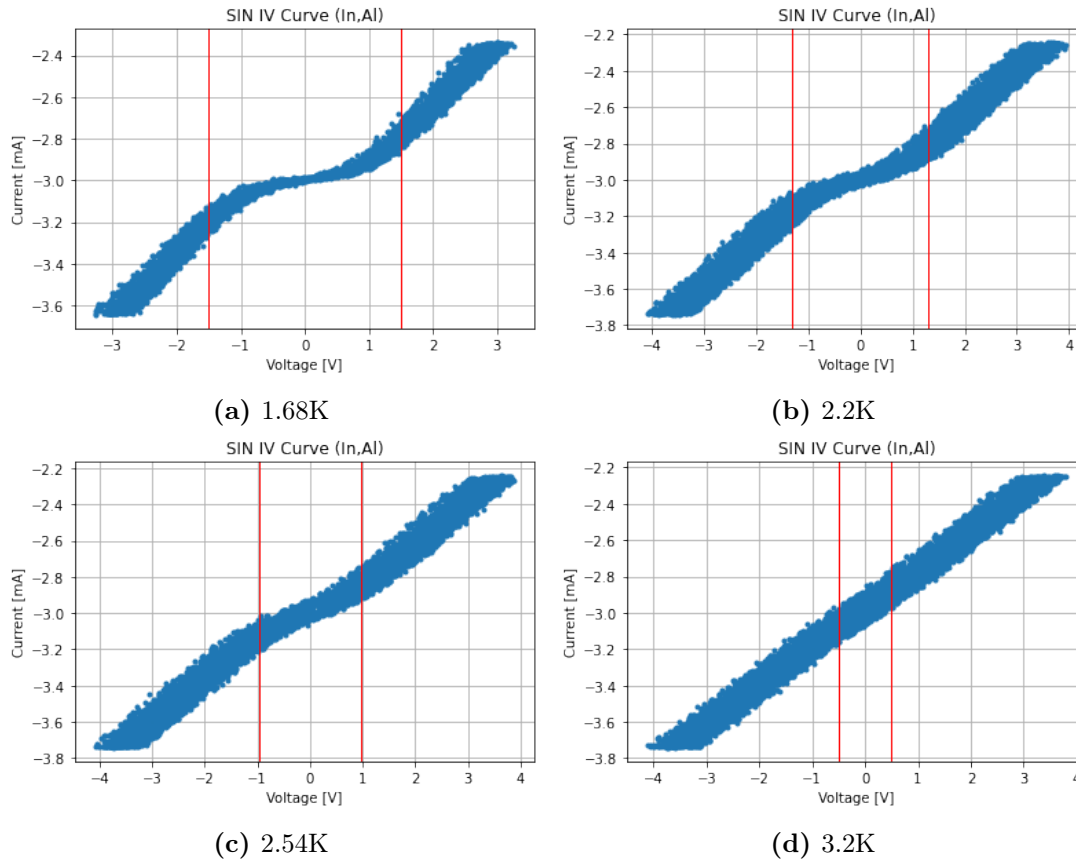 SIN IV Curve (In,Al)
Current [mA]
−2.4
−2.6
−2.8
−3.0
−3.2
−3.4
−3.6
−3 −2 −1 0 1 2 3
Voltage [V]
(a) 1.68K
SIN IV Curve (In,Al)
Current [mA]
−2.2
−2.4
−2.6
−2.8
−3.0
−3.2
−3.4
−3.6
−3.8
−4 −3 −2 −1 0 1 2 3 4
Voltage [V]
(b) 2.2K
SIN IV Curve (In,Al)
Current [mA]
−2.2
−2.4
−2.6
−2.8
−3.0
−3.2
−3.4
−3.6
−3.8
−4 −3 −2 −1 0 1 2 3 4
Voltage [V]
(c) 2.54K
SIN IV Curve (In,Al)
Current [mA]
−2.2
−2.4
−2.6
−2.8
−3.0
−3.2
−3.4
−3.6
−3.8
−4 −3 −2 −1 0 1 2 3 4
Voltage [V]
(d) 3.2K